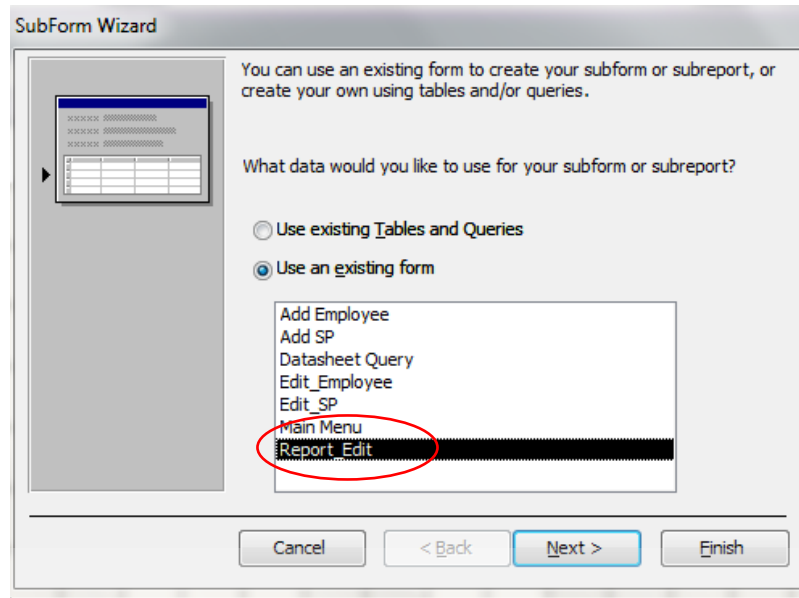 SubForm Wizard
You can use an existing form to create your subform or subreport, or
create your own using tables and/or queries.
What data would you like to use for your subform or subreport?
Use existing Tables and Queries
Use an existing form
Add Employee
Add SP
Datasheet Query
Edit_Employee
Edit_SP
Main Menu
Report_Edit
Cancel
< Back
Next >
Finish